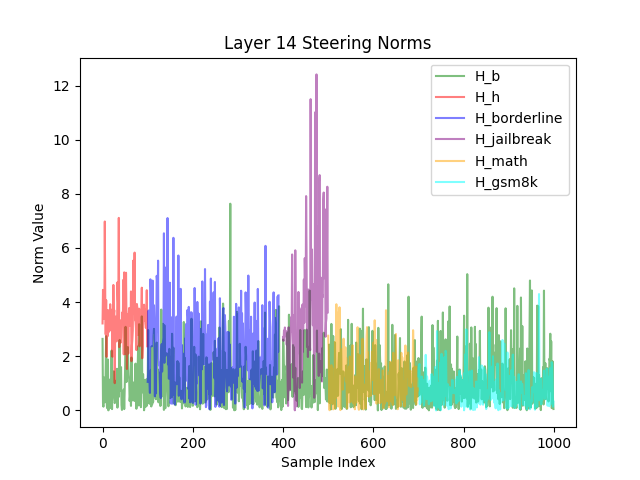 Layer 14 Steering Norms
Norm Value
12
10
8
6
4
2
0
H_b
H_h
H_borderline
H_jailbreak
H_math
H_gsm8k
0
200
400
600
800
1000
Sample Index